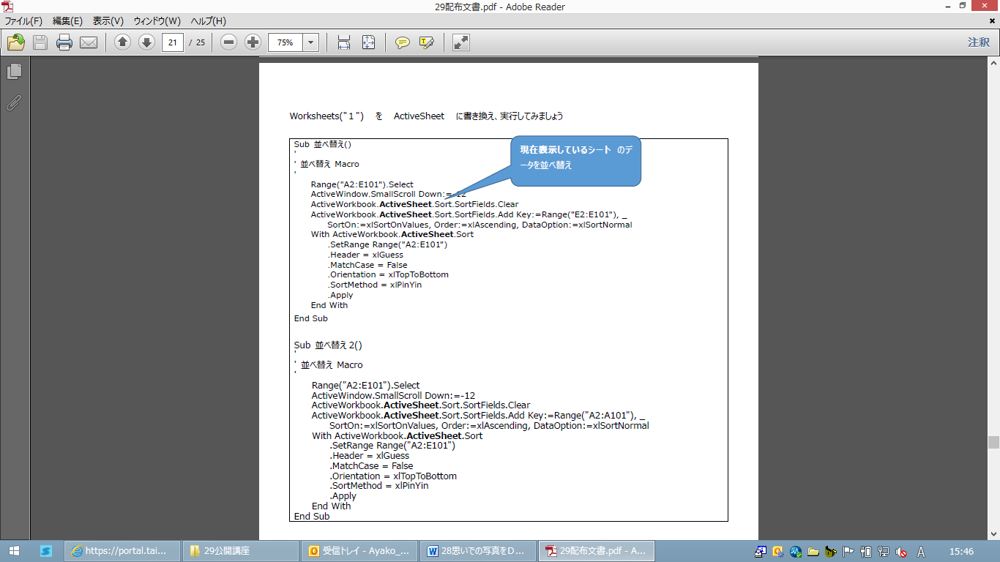 29配布文書.pdf - Adobe Reader
ファイル(F) 編集(E) 表示(V) ウィンドウ(W) ヘルプ(H)
21 / 25 75% 注釈
Worksheets("１") を ActiveSheet に書き換え、実行してみましょう
現在表示しているシート のデ
ータを並べ替え
Sub 並べ替え()
'
' 並べ替え Macro
'
Range("A2:E101").Select
ActiveWindow.SmallScroll Down:=-12
ActiveWorkbook.ActiveSheet.Sort.SortFields.Clear
ActiveWorkbook.ActiveSheet.Sort.SortFields.Add Key:=Range("E2:E101"), _
SortOn:=xlSortOnValues, Order:=xlAscending, DataOption:=xlSortNormal
With ActiveWorkbook.ActiveSheet.Sort
.SetRange Range("A2:E101")
.Header = xlGuess
.MatchCase = False
.Orientation = xlTopToBottom
.SortMethod = xlPinYin
.Apply
End With
End Sub
Sub 並べ替え2()
'
' 並べ替え Macro
'
Range("A2:E101").Select
ActiveWindow.SmallScroll Down:=-12
ActiveWorkbook.ActiveSheet.Sort.SortFields.Clear
ActiveWorkbook.ActiveSheet.Sort.SortFields.Add Key:=Range("A2:A101"), _
SortOn:=xlSortOnValues, Order:=xlAscending, DataOption:=xlSortNormal
With ActiveWorkbook.ActiveSheet.Sort
.SetRange Range("A2:E101")
.Header = xlGuess
.MatchCase = False
.Orientation = xlTopToBottom
.SortMethod = xlPinYin
.Apply
End With
End Sub
https://portal.tai... 29公開講座 受信トレイ - Ayako_... 28思いでの写真をD... 29配布文書.pdf - A... A 15:46